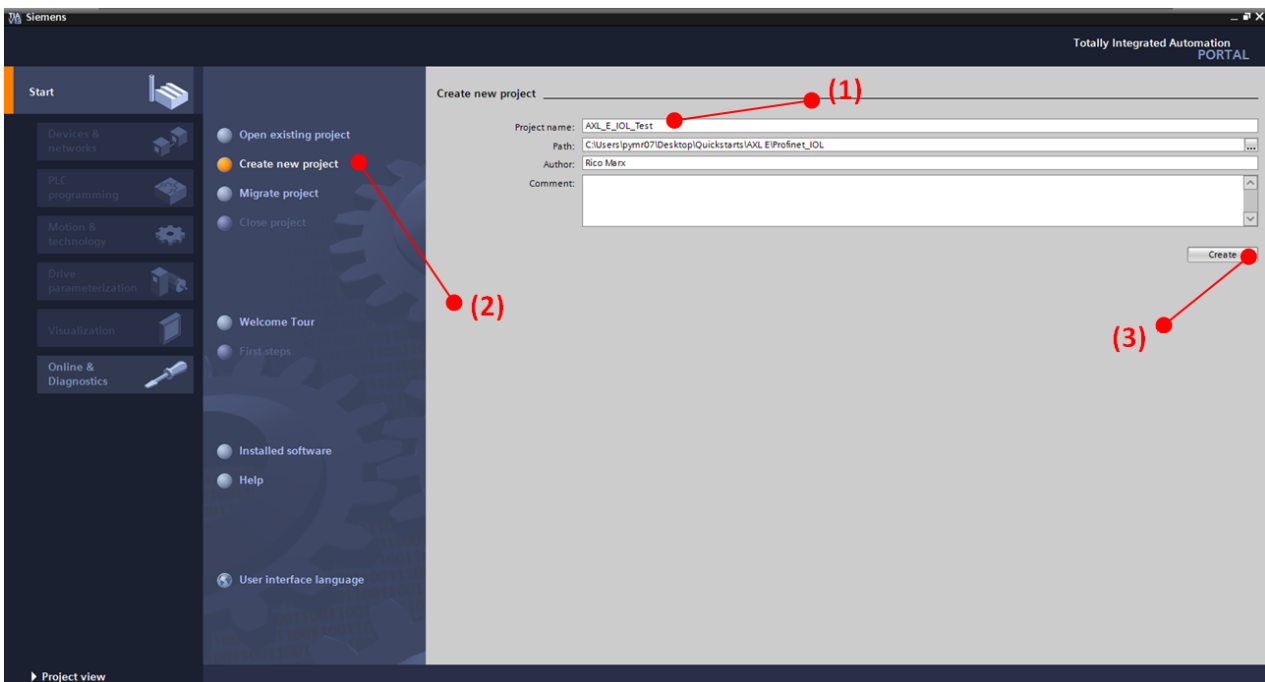 Siemens
Totally Integrated Automation
PORTAL
Start
Devices &
networks
PLC
programming
Motion &
technology
Drive
parameterization
Visualization
Online &
Diagnostics
Open existing project
Create new project
Migrate project
Close project
Welcome Tour
First steps
Installed software
Help
User interface language
Create new project
Project name: AXL_E_IOL_Test
Path: C:\Users\pymr07\Desktop\Quickstarts\AXL E\Profinet_IOL
...
Author: Rico Marx
Comment:
Create
(1)
(2)
(3)
Project view